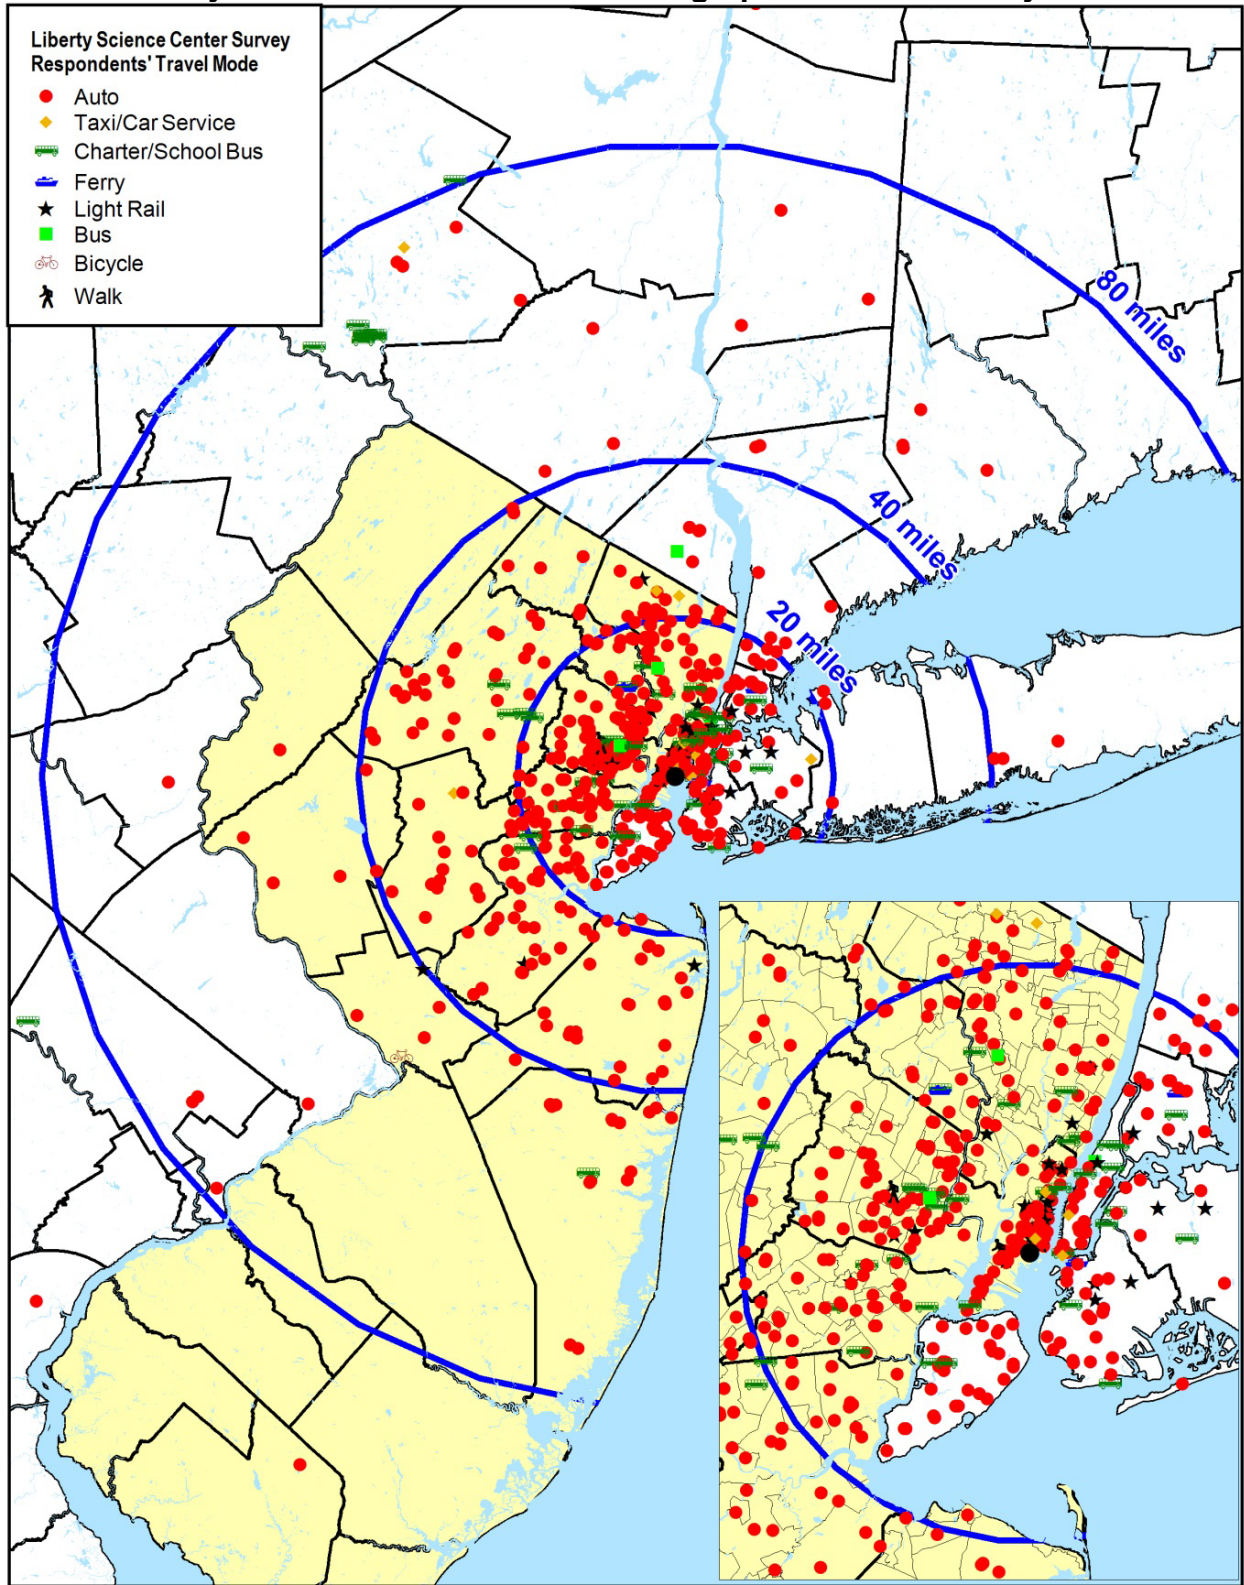 Liberty Science Center Survey
Respondents' Travel Mode
Auto
Taxi/Car Service
Charter/School Bus
Ferry
Light Rail
Bus
Bicycle
Walk
80 miles
40 miles
20 miles